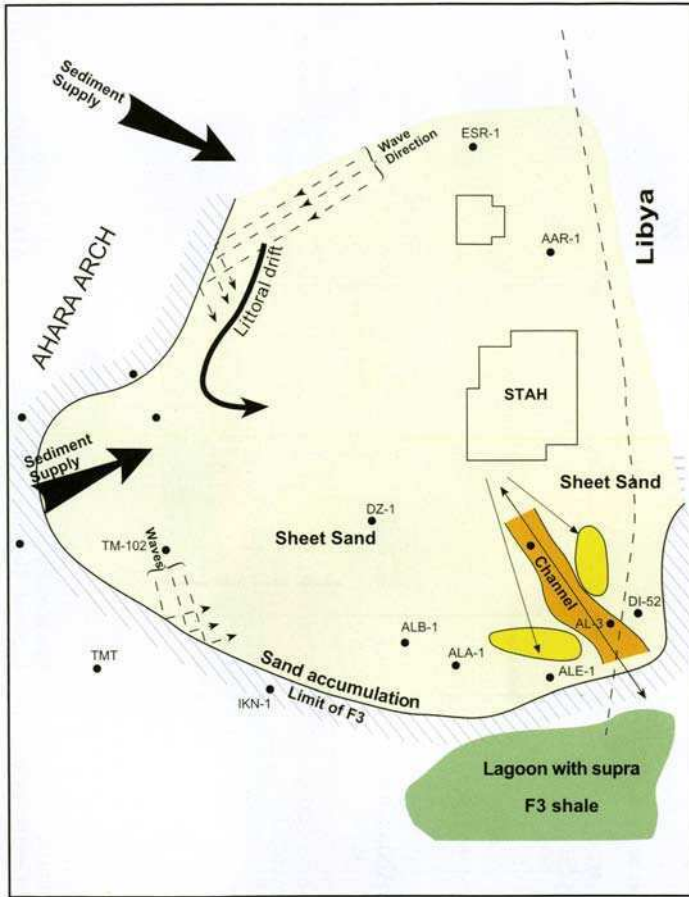 Sediment
Supply
ESR-1
Wave
Direction
AAR-1
Libya
AHARA ARCH
Littoral drift
STAH
Sediment
Supply
Sheet Sand
DZ-1
Sheet Sand
TM-102
Waves
Channel
DI-52
AL-3
ALB-1
ALA-1
TMT
ALE-1
Sand accumulation
Limit of F3
IKN-1
Lagoon with supra
F3 shale